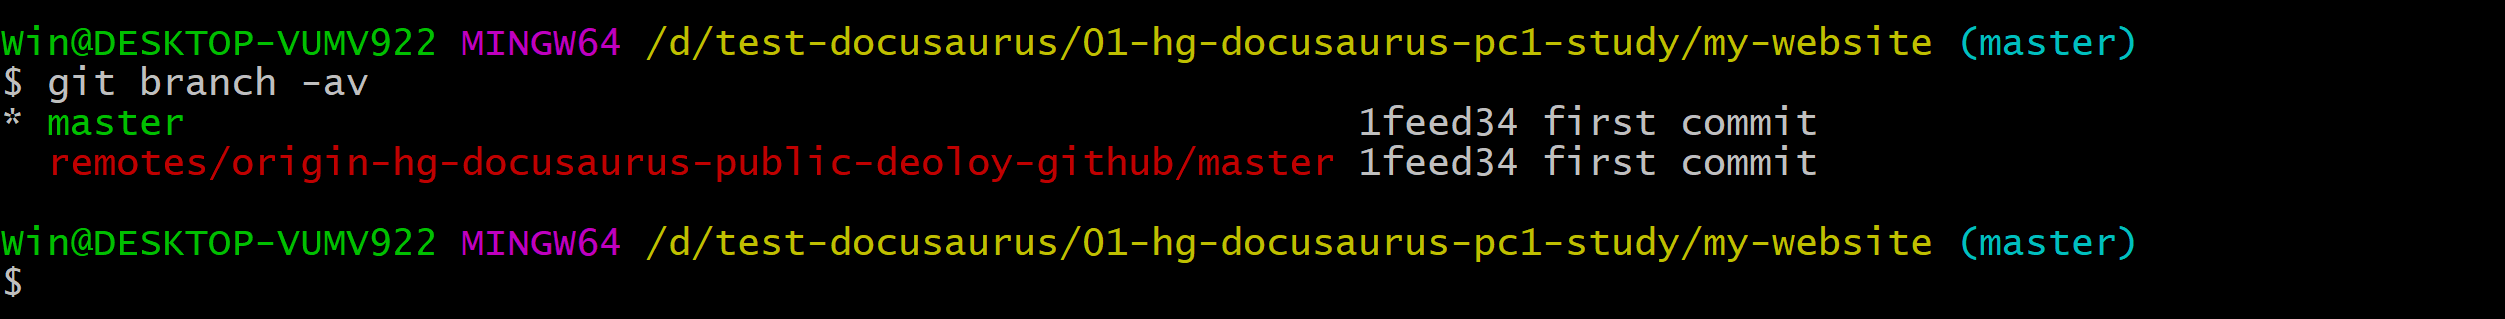 Win@DESKTOP-VUMV922 MINGW64 /d/test-docusaurus/01-hg-docusaurus-pc1-study/my-website (master)
$ git branch -av
* master                                                1feed34 first commit
  remotes/origin-hg-docusaurus-public-deoloy-github/master 1feed34 first commit
Win@DESKTOP-VUMV922 MINGW64 /d/test-docusaurus/01-hg-docusaurus-pc1-study/my-website (master)
$